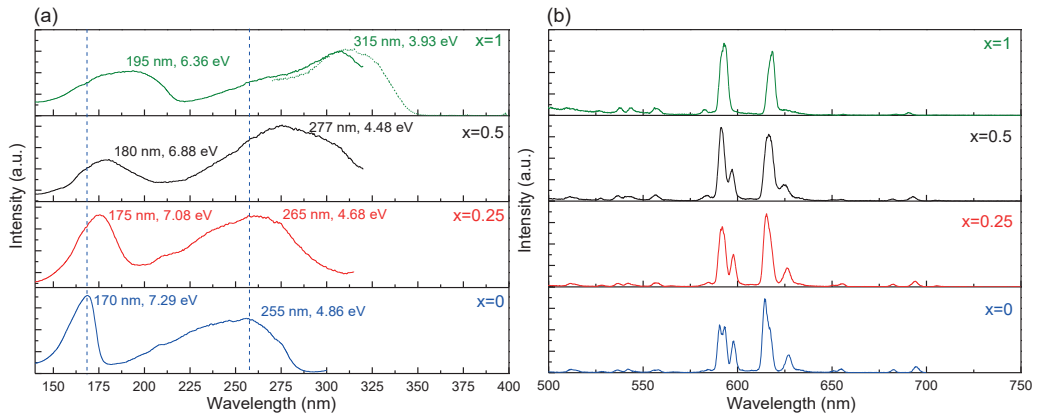 (a)
(b)
x=1
195 nm, 6.36 eV
315 nm, 3.93 eV
x=0.5
180 nm, 6.88 eV
277 nm, 4.48 eV
x=0.25
175 nm, 7.08 eV
265 nm, 4.68 eV
x=0
170 nm, 7.29 eV
255 nm, 4.86 eV
Intensity (a.u.)
150 175 200 225 250 275 300 325 350 375 400
Wavelength (nm)
x=1
x=0.5
x=0.25
x=0
Intensity (a.u.)
500 550 600 650 700 750
Wavelength (nm)